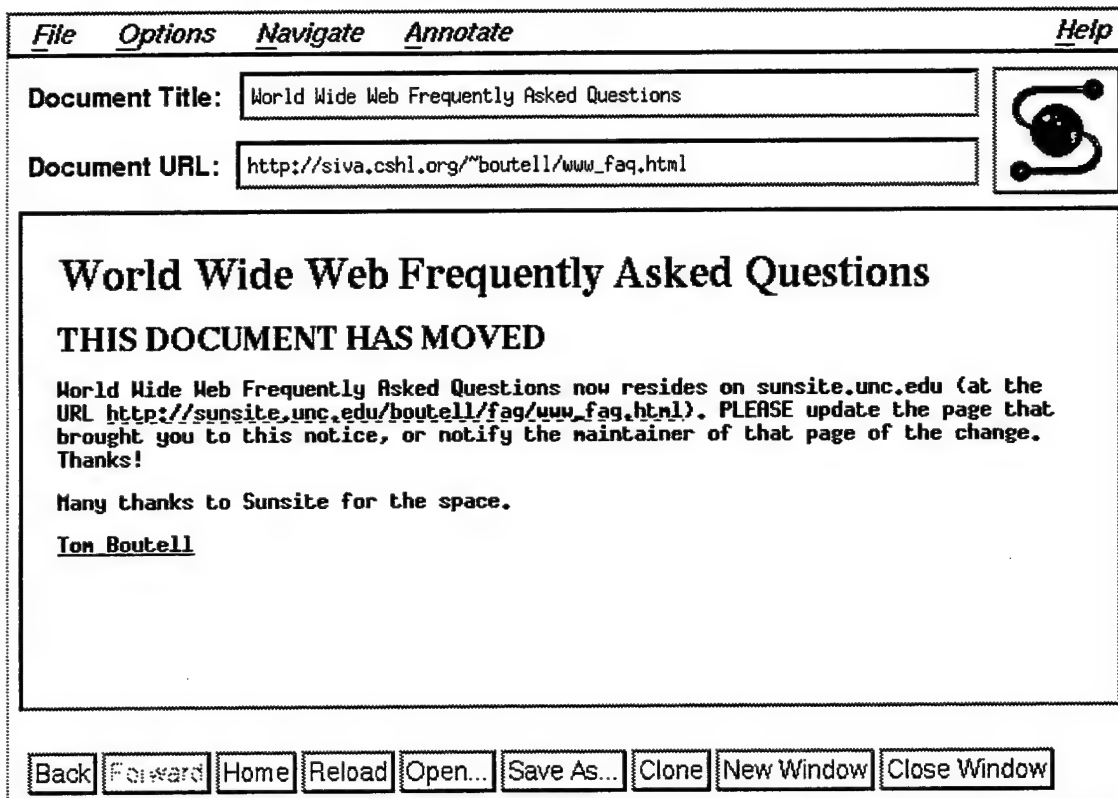 File Options Navigate Annotate Help
Document Title: World Wide Web Frequently Asked Questions
Document URL: http://siva.cshl.org/~boutell/www_faq.html
World Wide Web Frequently Asked Questions
THIS DOCUMENT HAS MOVED
World Wide Web Frequently Asked Questions now resides on sunsite.unc.edu (at the
URL http://sunsite.unc.edu/boutell/faq/www_faq.html). PLEASE update the page that
brought you to this notice, or notify the maintainer of that page of the change.
Thanks!
Many thanks to Sunsite for the space.
Tom Boutell
Back Forward Home Reload Open... Save As... Clone New Window Close Window